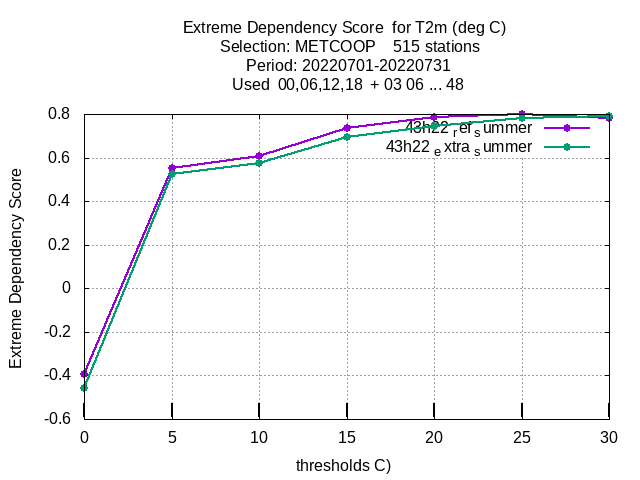 Extreme Dependency Score for T2m (deg C)
Selection: METCOOP 515 stations
Period: 20220701-20220731
Used 00,06,12,18 + 03 06 ... 48
43h22refsummer
43h22extrasummer
Extreme Dependency Score
0.8
0.6
0.4
0.2
0
-0.2
-0.4
-0.6
0 5 10 15 20 25 30
thresholds C)